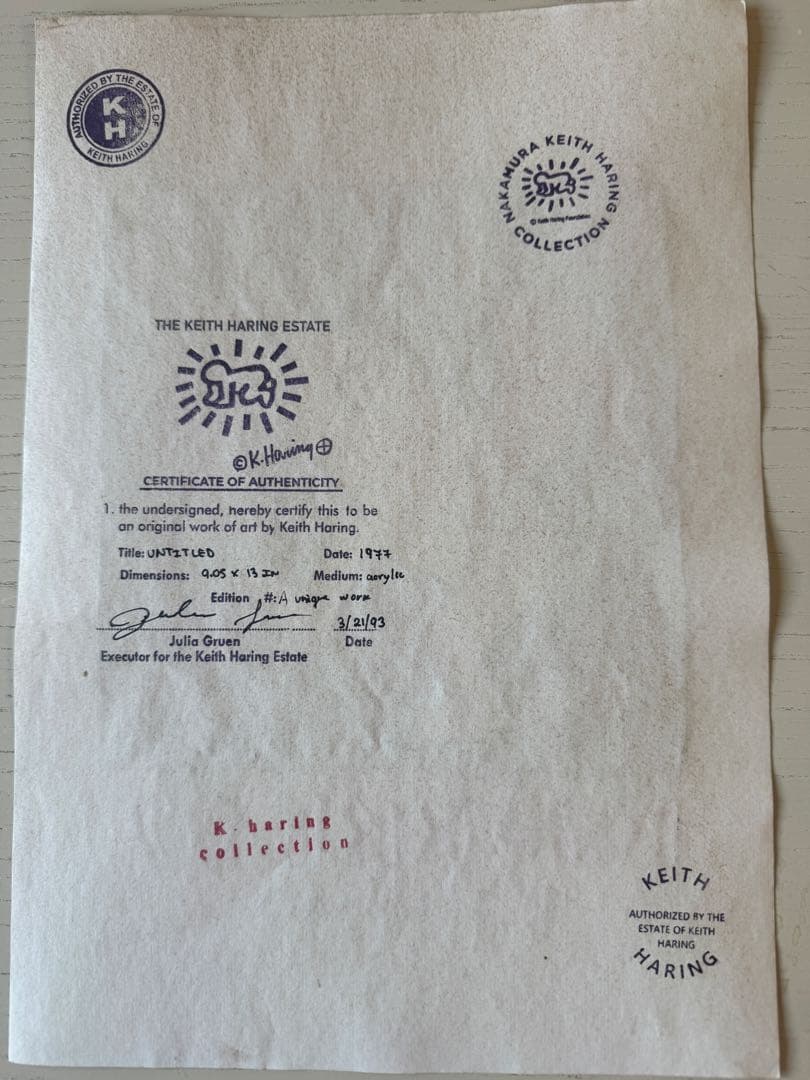 AUTHORIZED BY THE ESTATE OF
KH
KEITH HARING
NAKAMURA KEITH HARING
© Keith Haring Foundation
COLLECTION
THE KEITH HARING ESTATE
© K. Haring
CERTIFICATE OF AUTHENTICITY
1. the undersigned, hereby certify this to be
an original work of art by Keith Haring.
Title: UNTITLED Date: 1977
Dimensions: 9.05 x 13 IN Medium: acrylic
Edition #: A unique work
3/21/93
Julia Gruen Date
Executor for the Keith Haring Estate
K. haring
collection
KEITH
AUTHORIZED BY THE
ESTATE OF KEITH
HARING
HARING